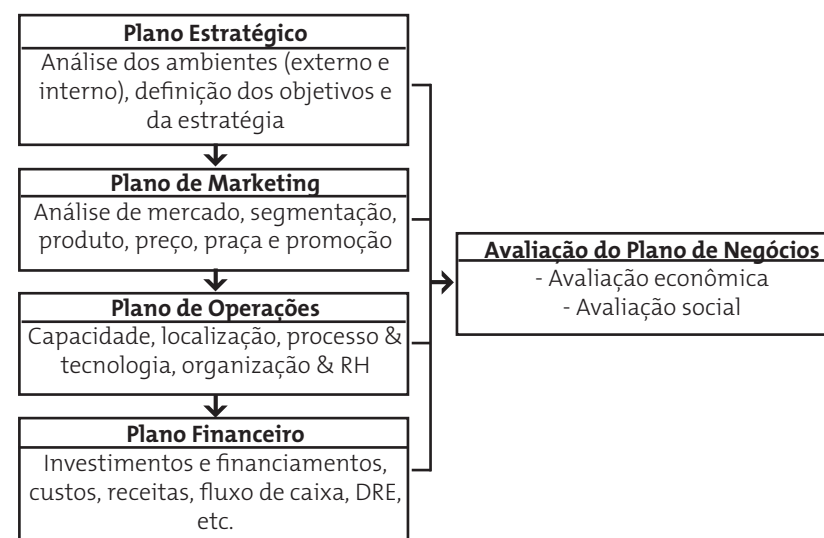 Plano Estratégico
Análise dos ambientes (externo e
interno), definição dos objetivos e
da estratégia
Plano de Marketing
Análise de mercado, segmentação,
produto, preço, praça e promoção
Plano de Operações
Capacidade, localização, processo &
tecnologia, organização & RH
Plano Financeiro
Investimentos e financiamentos,
custos, receitas, fluxo de caixa, DRE,
etc.
Avaliação do Plano de Negócios
- Avaliação econômica
- Avaliação social